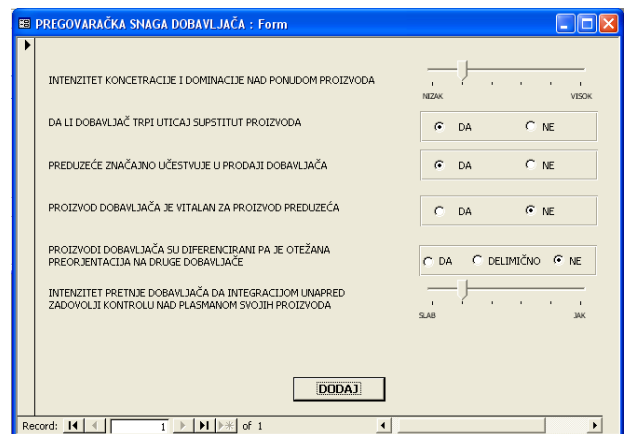 PREGOVARAČKA SNAGA DOBAVLJAČA : Form
INTENZITET KONCETRACIJE I DOMINACIJE NAD PONUDOM PROIZVODA
NIZAK VISOK
DA LI DOBAVLJAČ TRPI UTICAJ SUPSTITUT PROIZVODA
DA NE
PREDUZEĆE ZNAČAJNO UČESTVUJE U PRODAJI DOBAVLJAČA
DA NE
PROIZVOD DOBAVLJAČA JE VITALAN ZA PROIZVOD PREDUZEĆA
DA NE
PROIZVODI DOBAVLJAČA SU DIFERENCIRANI PA JE OTEŽANA
PREORJENTACIJA NA DRUGE DOBAVLJAČE
DA DELIMIČNO NE
INTENZITET PRETNJE DOBAVLJAČA DA INTEGRACIJOM UNAPRED
ZADOVOLJI KONTROLU NAD PLASMANOM SVOJIH PROIZVODA
SLAB JAK
DODAJ
Record: 1 of 1